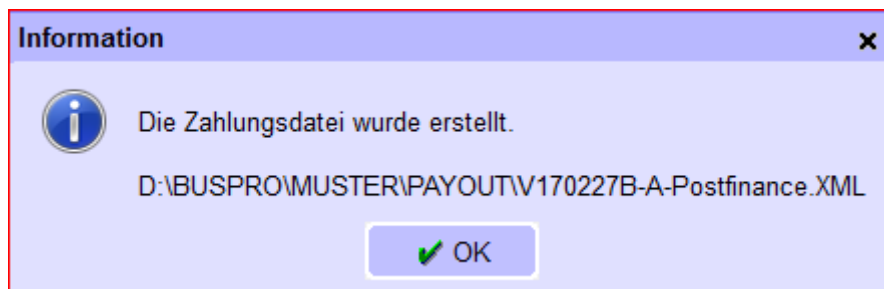 Information
Die Zahlungsdatei wurde erstellt.
D:\BUSPRO\MUSTER\PAYOUT\V170227B-A-Postfinance.XML
OK